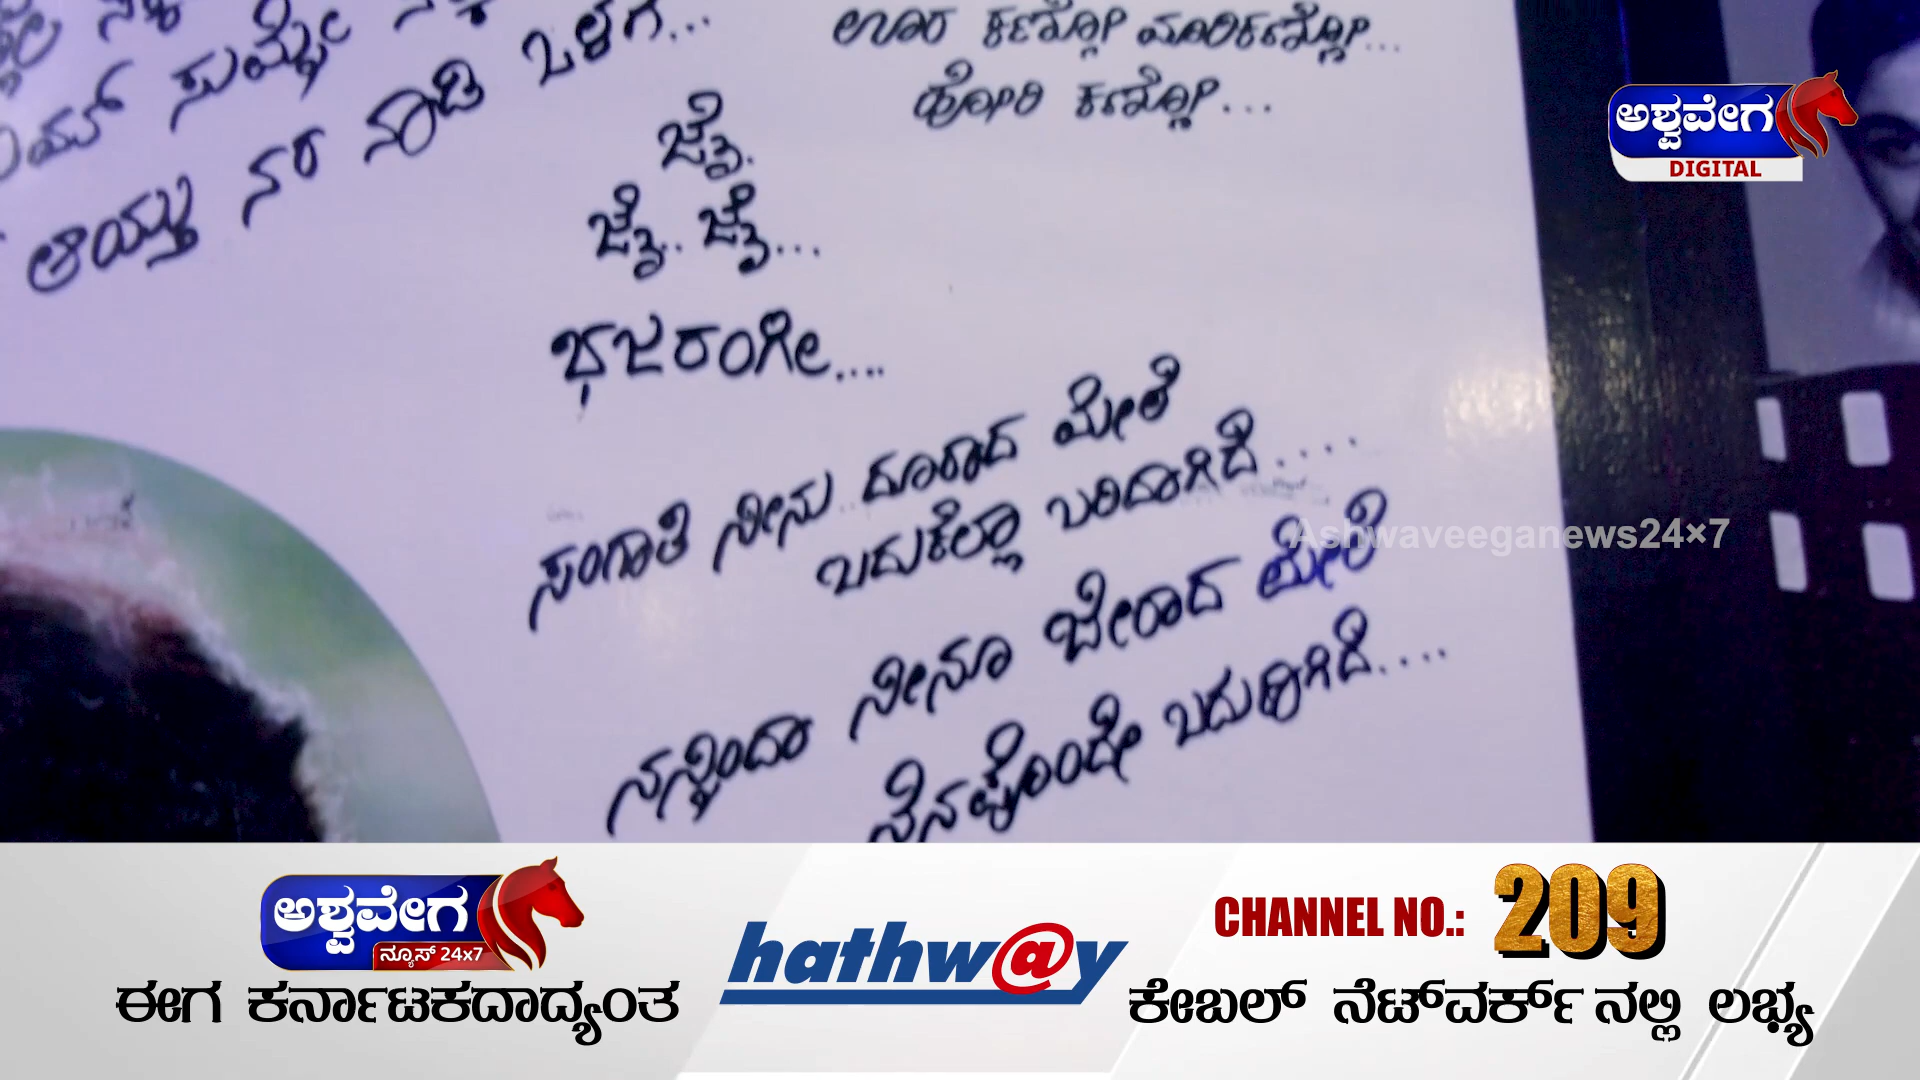 ಸುಮ್ನೇ
ಆಯ್ತು ನರ ನಾಡಿ ಒಳಗೆ...
ಊರ ಕಣ್ಣೋ ಮಾರಿಕಣ್ಣೋ...
ಹೋರಿ ಕಣ್ಣೋ...
ಜೈ.
ಜೈ.. ಜೈ...
ಭಜರಂಗೀ....
ಸಂಗಾತಿ ನೀನು ದೂರಾದ ಮೇಲೆ
ಬದುಕೆಲ್ಲಾ ಬರಿದಾಗಿದೆ....
ನನ್ನಿಂದಾ ನೀನೂ ಬೇರಾದ ಮೇಲೆ
ನೆನಪೊಂದೇ ಬದುಕಾಗಿದೆ....
ಅಶ್ವವೇಗ
DIGITAL
Ashwaveeganews24×7
ಅಶ್ವವೇಗ
ನ್ಯೂಸ್ 24x7
ಈಗ ಕರ್ನಾಟಕದಾದ್ಯಂತ
hathw@y
CHANNEL NO.: 209
ಕೇಬಲ್ ನೆಟ್‌ವರ್ಕ್ ನಲ್ಲಿ ಲಭ್ಯ